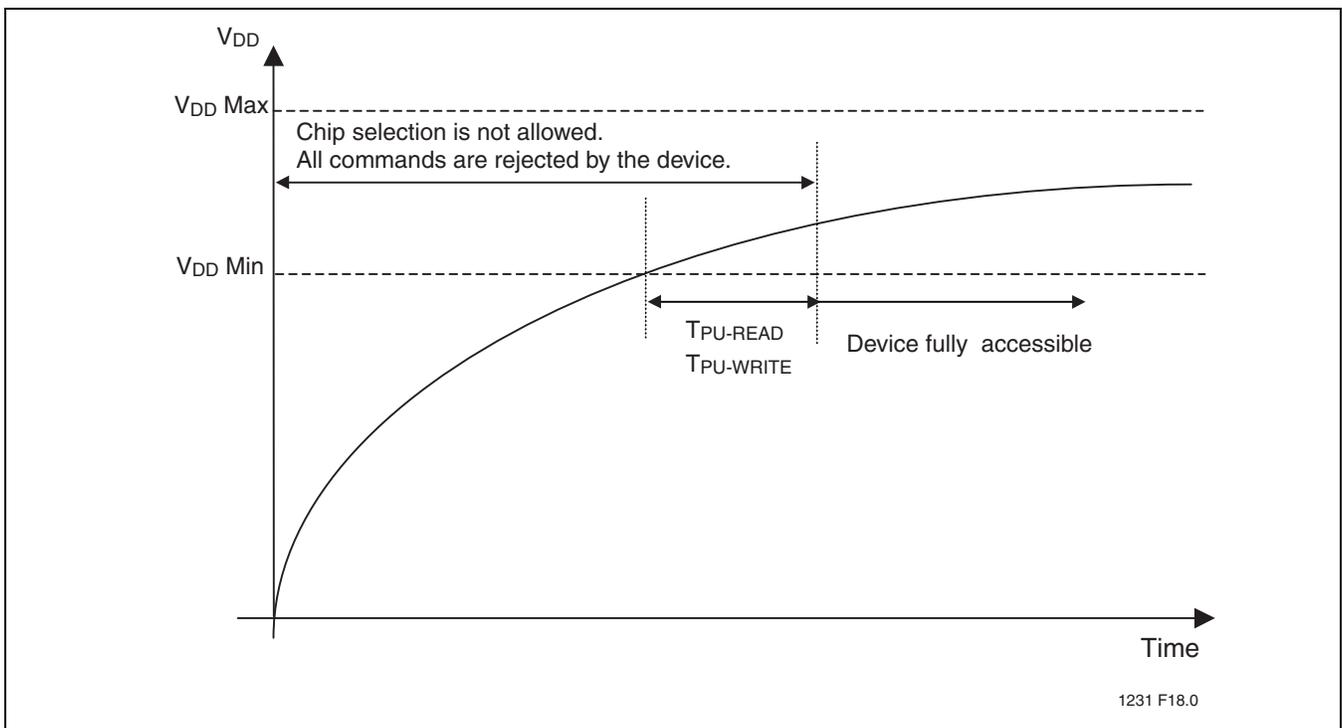 VDD
VDD Max
Chip selection is not allowed.
All commands are rejected by the device.
VDD Min
TPU-READ
TPU-WRITE
Device fully accessible
Time
1231 F18.0